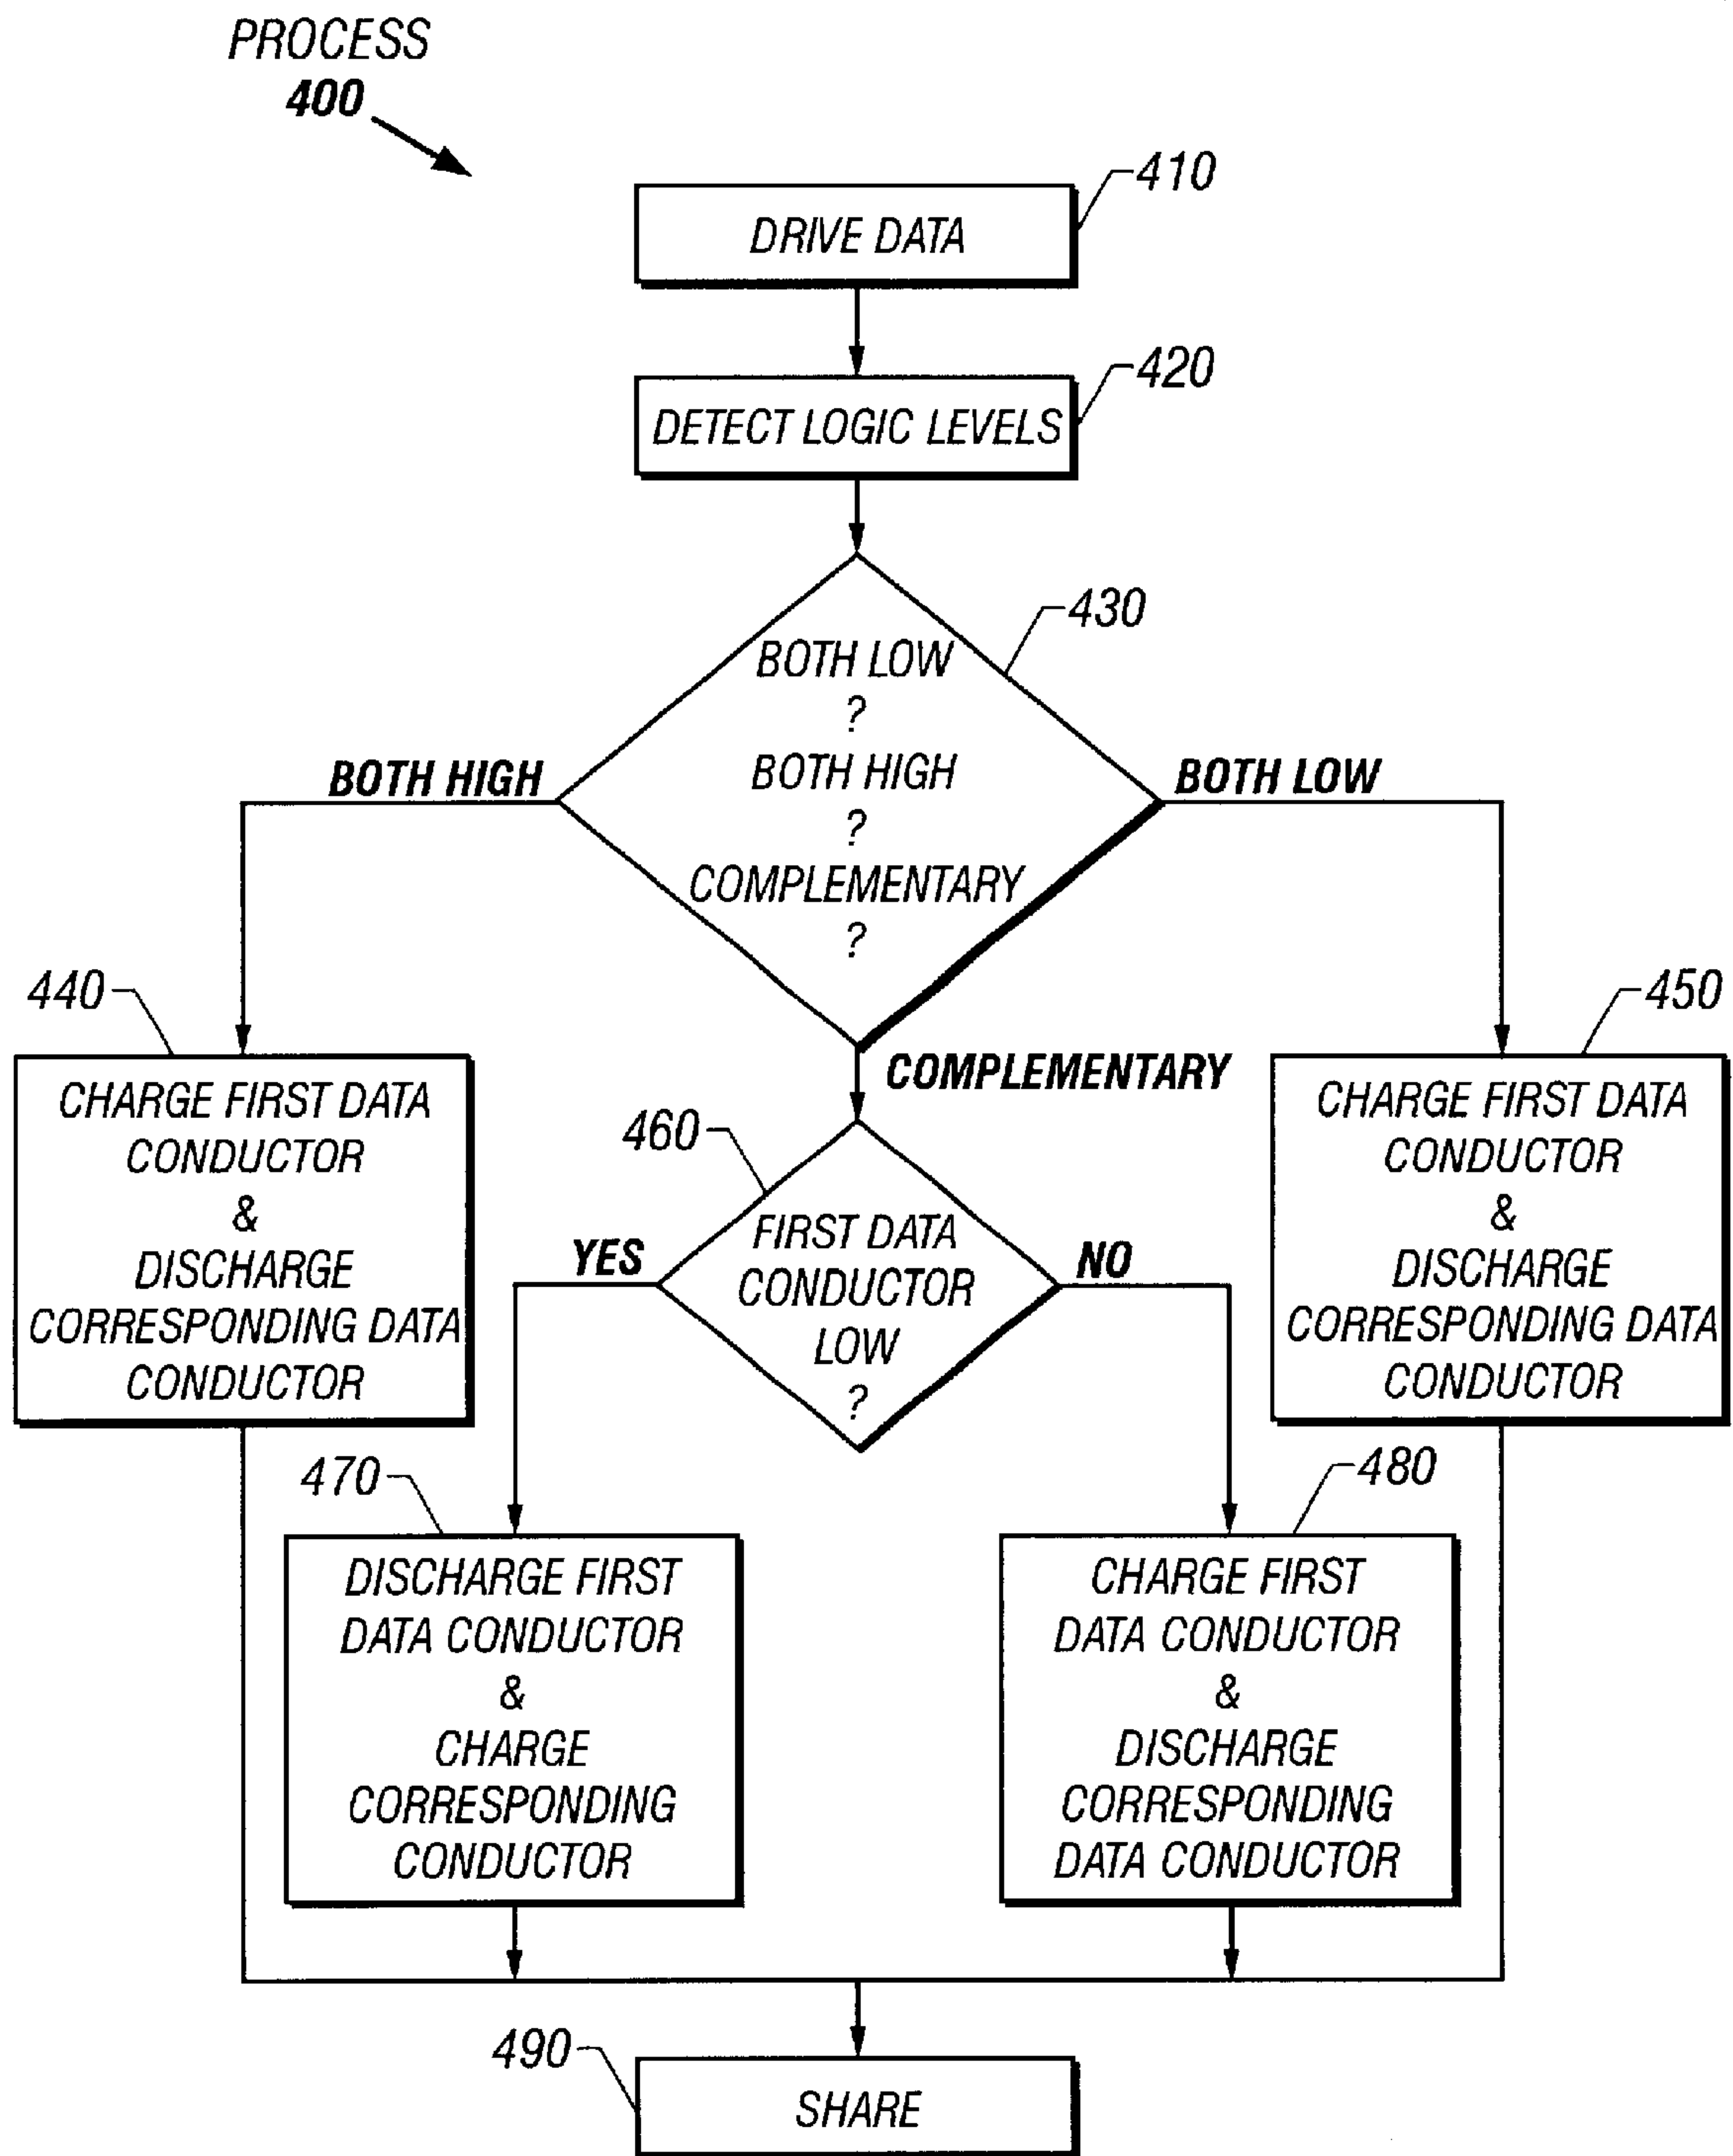 PROCESS
400
410
DRIVE DATA
420
DETECT LOGIC LEVELS
430
BOTH LOW
?
BOTH HIGH
?
COMPLEMENTARY
?
BOTH HIGH
BOTH LOW
COMPLEMENTARY
440
CHARGE FIRST DATA
CONDUCTOR
&
DISCHARGE
CORRESPONDING DATA
CONDUCTOR
450
CHARGE FIRST DATA
CONDUCTOR
&
DISCHARGE
CORRESPONDING DATA
CONDUCTOR
460
FIRST DATA
CONDUCTOR
LOW
?
YES
NO
470
DISCHARGE FIRST
DATA CONDUCTOR
&
CHARGE
CORRESPONDING
CONDUCTOR
480
CHARGE FIRST
DATA CONDUCTOR
&
DISCHARGE
CORRESPONDING
DATA CONDUCTOR
490
SHARE